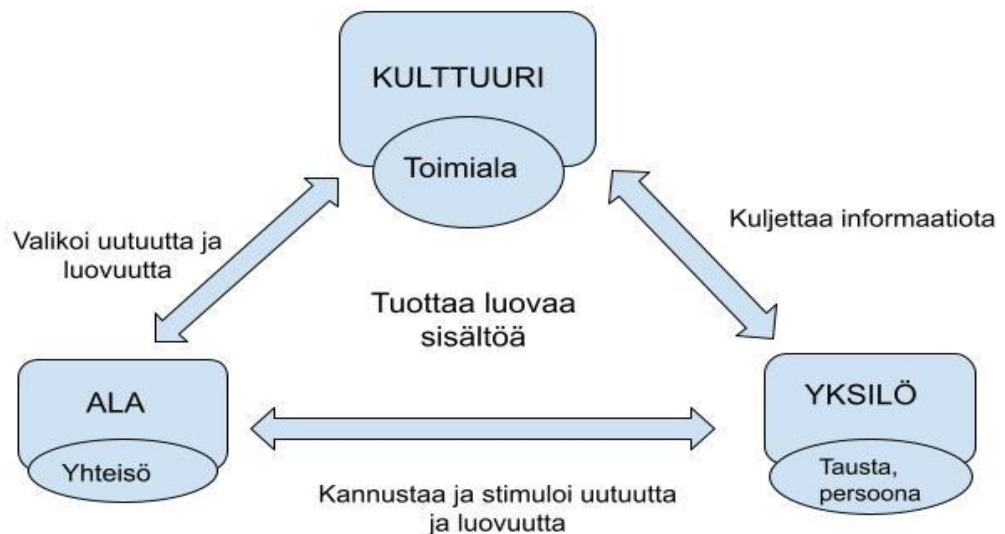 KULTTUURI
Toimiala
Valikoi uutuutta ja
luovuutta
Kuljettaa informaatiota
Tuottaa luovaa
sisältöä
ALA
Yhteisö
YKSILÖ
Tausta,
persoona
Kannustaa ja stimuloi uutuutta
ja luovuutta